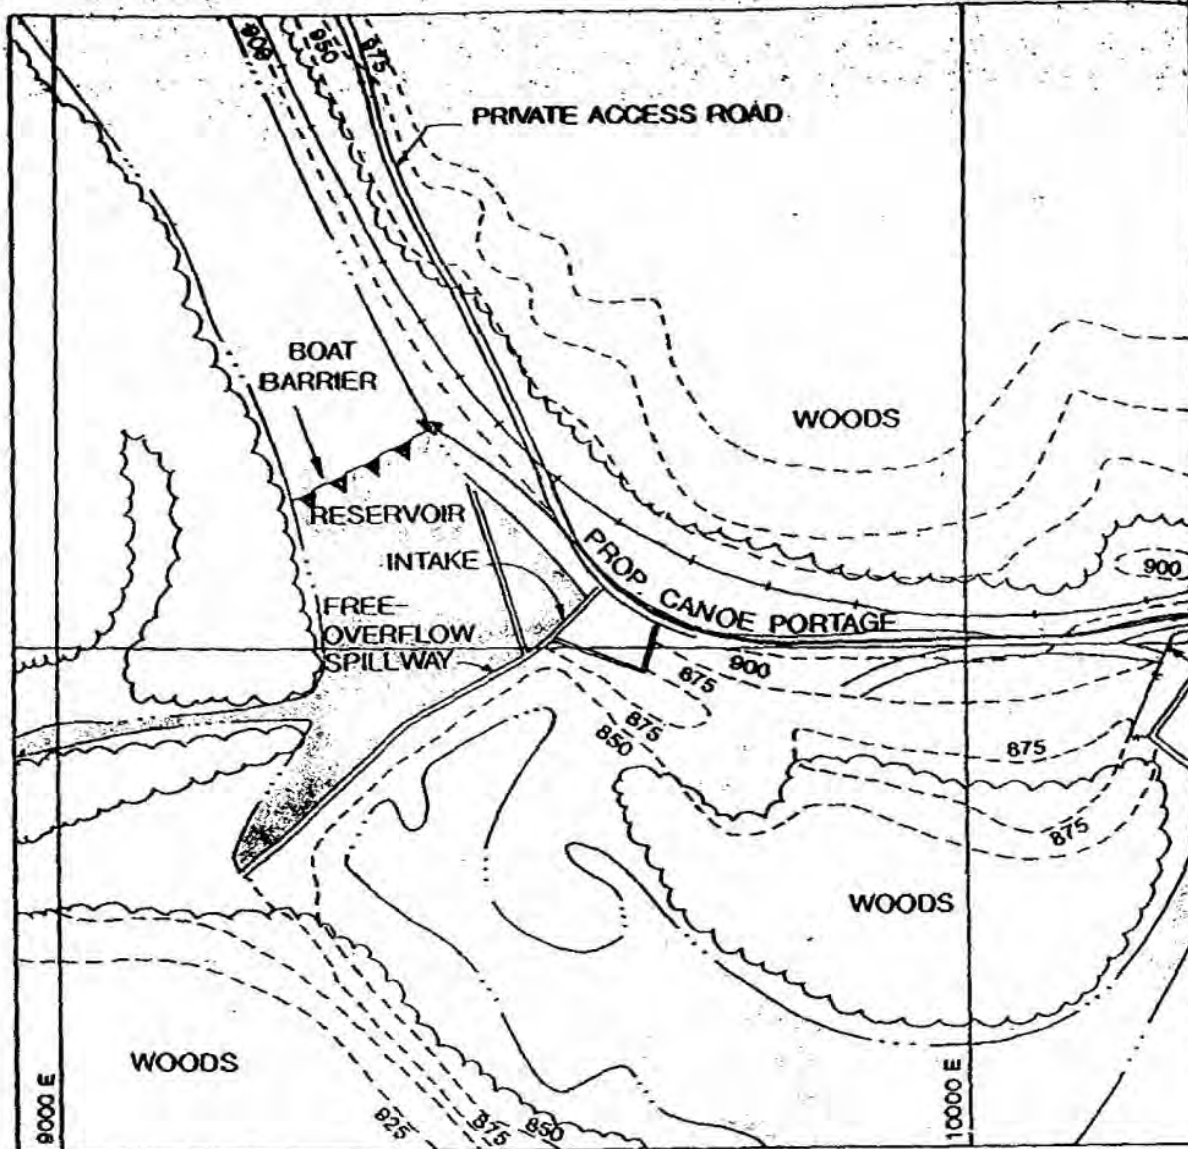 900
950
875
PRIVATE ACCESS ROAD
BOAT
BARRIER
WOODS
RESERVOIR
INTAKE
PROP. CANOE PORTAGE
900
FREE-
OVERFLOW
SPILLWAY
900
875
875
850
875
875
WOODS
WOODS
9000 E
825
875
850
10000 E